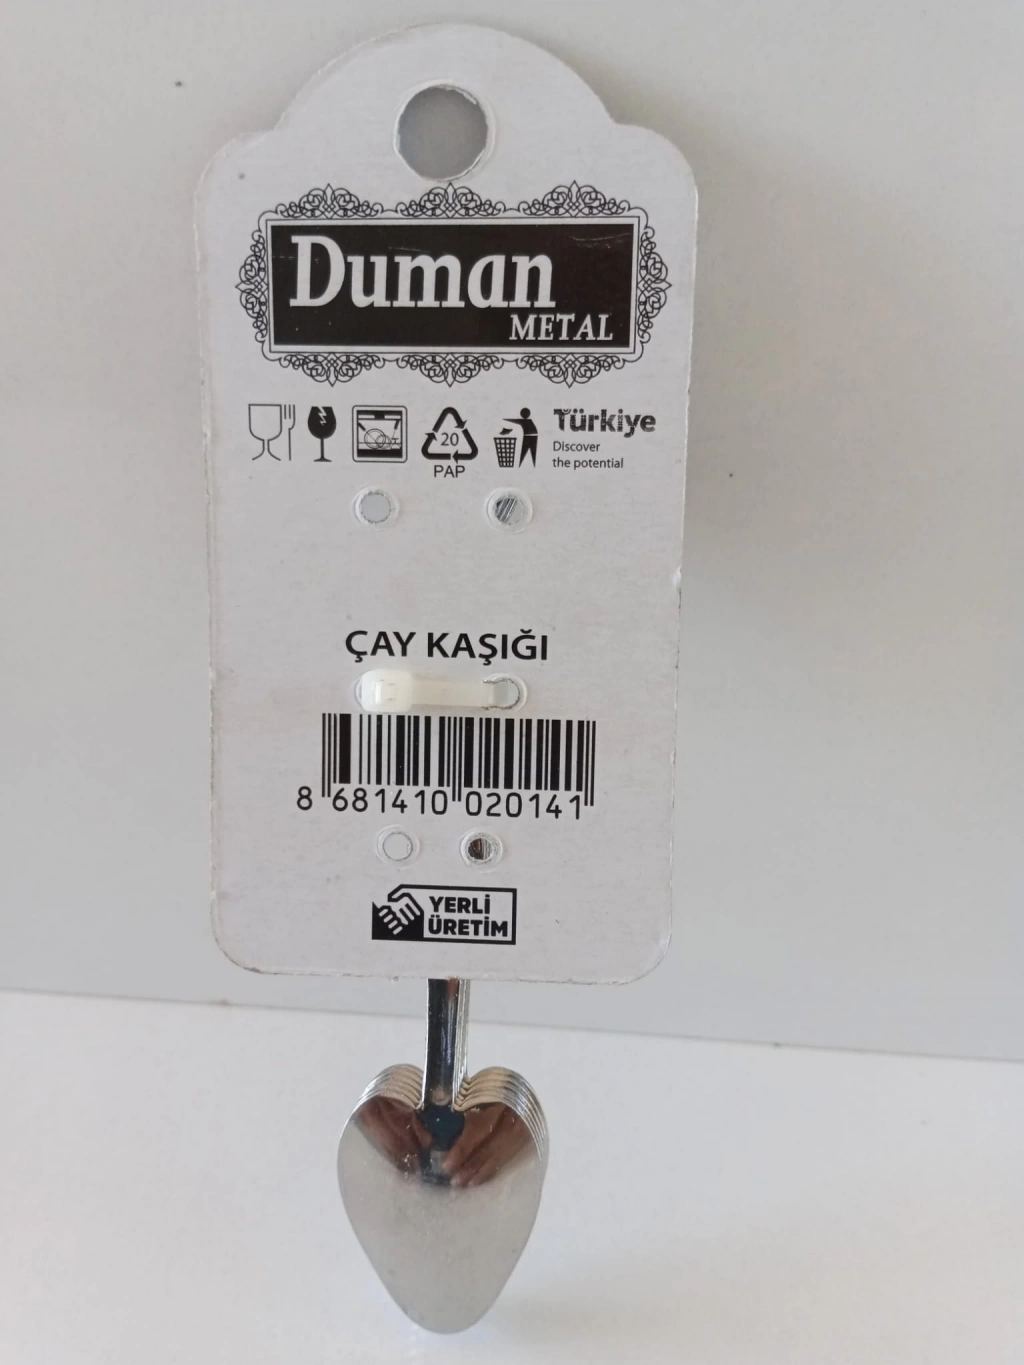 Duman
METAL
20
PAP
Türkiye
Discover
the potential
ÇAY KAŞIĞI
8 681410 020141
YERLİ
ÜRETİM